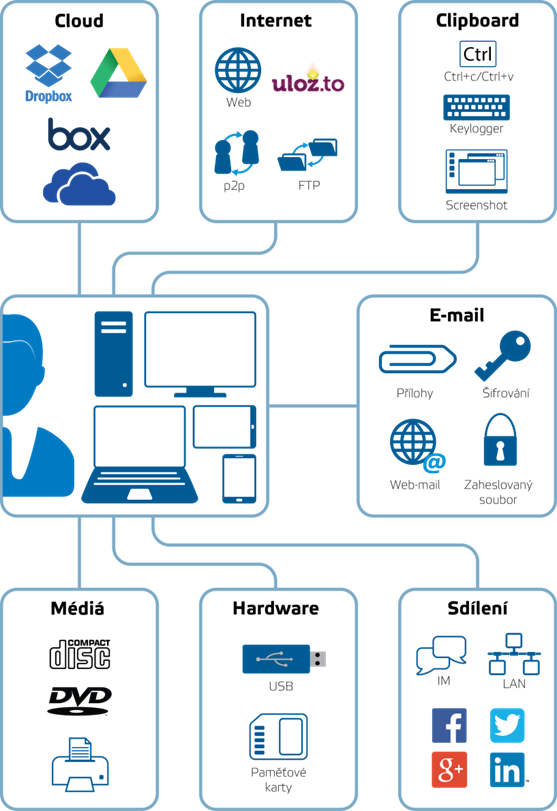 Cloud
Dropbox
box
Internet
Web
uloz.to
p2p
FTP
Clipboard
Ctrl
Ctrl+c/Ctrl+v
Keylogger
Screenshot
E-mail
Přílohy
Šifrování
@
Web-mail
Zaheslovaný
soubor
Médiá
COMPACT
disc
DVD
Hardware
USB
Paměťové
karty
Sdílení
IM
LAN
f
g+
in